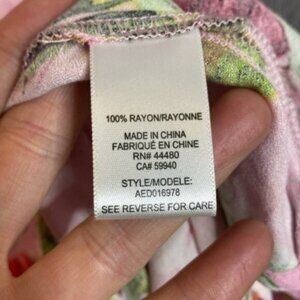 100% RAYON/RAYONNE
MADE IN CHINA
FABRIQUÉ EN CHINE
RN# 44480
CA# 59940
STYLE/MODELE:
AED016978
SEE REVERSE FOR CARE